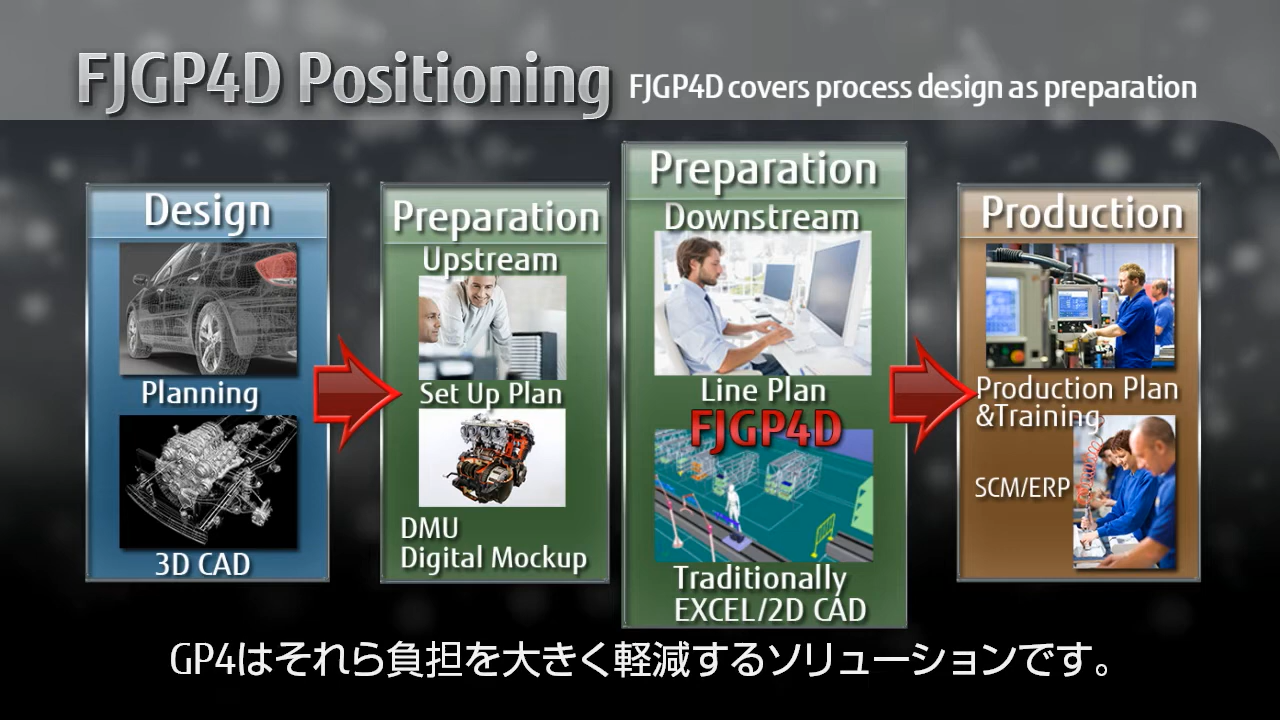 FJGP4D Positioning
FJGP4D covers process design as preparation
Design
Planning
3D CAD
Preparation
Upstream
Set Up Plan
DMU
Digital Mockup
Preparation
Downstream
Line Plan
FJGP4D
Traditionally
EXCEL/2D CAD
Production
Production Plan
&Training
SCM/ERP
GP4はそれら負担を大きく軽減するソリューションです。